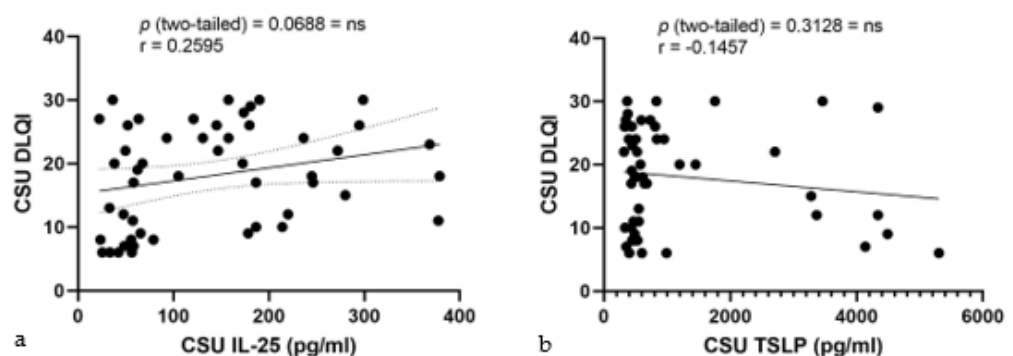 p (two-tailed) = 0.0688 = ns
r = 0.2595
40
30
20
10
0
CSU DLQI
0
100
200
300
400
CSU IL-25 (pg/ml)
a
p (two-tailed) = 0.3128 = ns
r = -0.1457
40
30
20
10
0
CSU DLQI
0
2000
4000
6000
CSU TSLP (pg/ml)
b